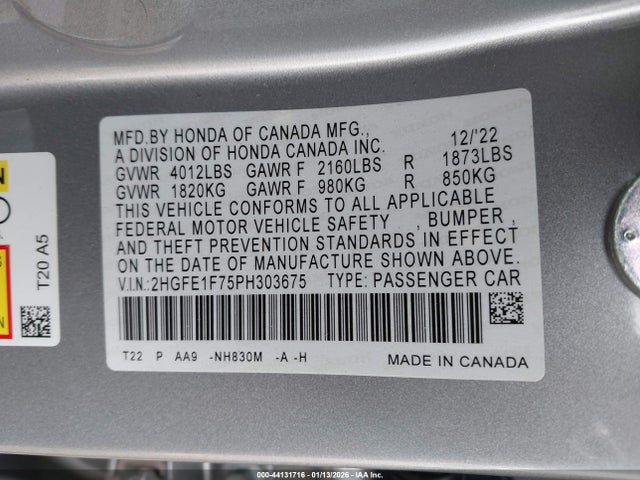 MFD.BY HONDA OF CANADA MFG., 12/'22
A DIVISION OF HONDA CANADA INC.
GVWR 4012LBS GAWR F 2160LBS R 1873LBS
GVWR 1820KG GAWR F 980KG R 850KG
THIS VEHICLE CONFORMS TO ALL APPLICABLE
FEDERAL MOTOR VEHICLE SAFETY , BUMPER ,
AND THEFT PREVENTION STANDARDS IN EFFECT
ON THE DATE OF MANUFACTURE SHOWN ABOVE.
V.I.N.:2HGFE1F75PH303675 TYPE: PASSENGER CAR
T22 P AA9 -NH830M -A -H MADE IN CANADA
T20 A5
000-44131716 | 01/13/2026 | IAA Inc.